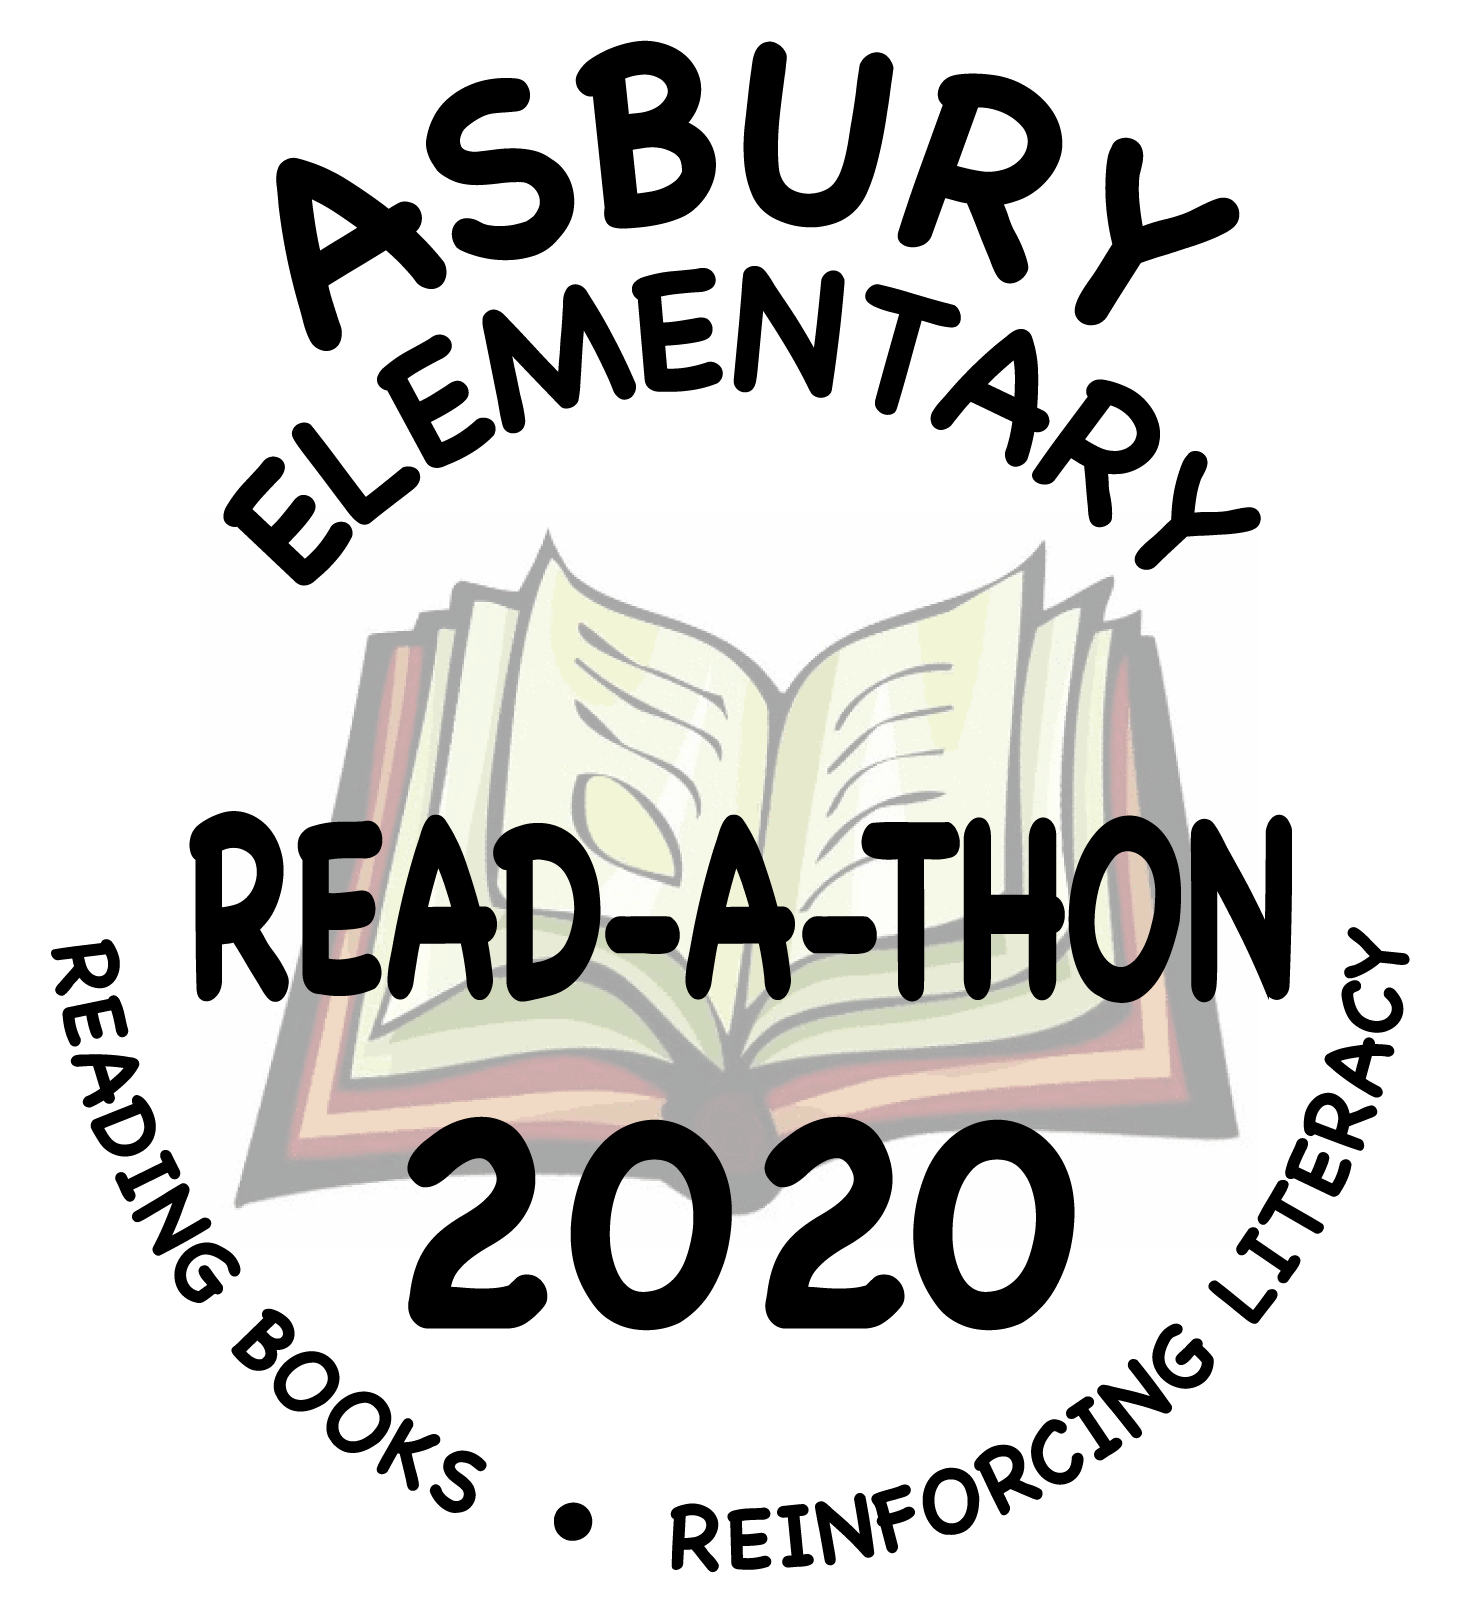 ASBURY
ELEMENTARY
READ-A-THON
2020
READING BOOKS • REINFORCING LITERACY